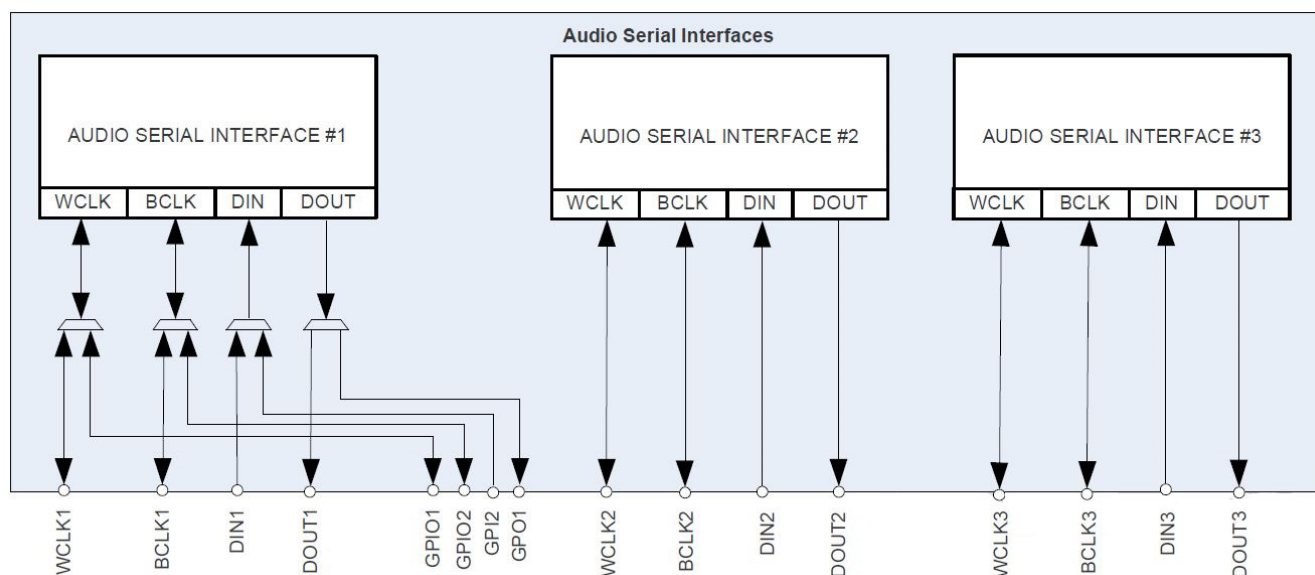 Audio Serial Interfaces
AUDIO SERIAL INTERFACE #1
AUDIO SERIAL INTERFACE #2
AUDIO SERIAL INTERFACE #3
WCLK BCLK DIN DOUT
WCLK BCLK DIN DOUT
WCLK BCLK DIN DOUT
WCLK1
BCLK1
DIN1
DOUT1
GPIO1
GPIO2
GPI2
GPO1
WCLK2
BCLK2
DIN2
DOUT2
WCLK3
BCLK3
DIN3
DOUT3